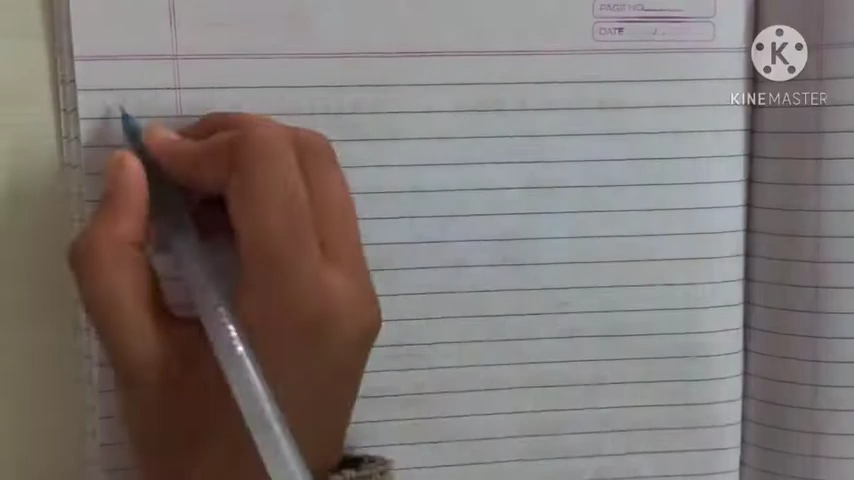 PAGE NO.
DATE / /
K
KINEMASTER